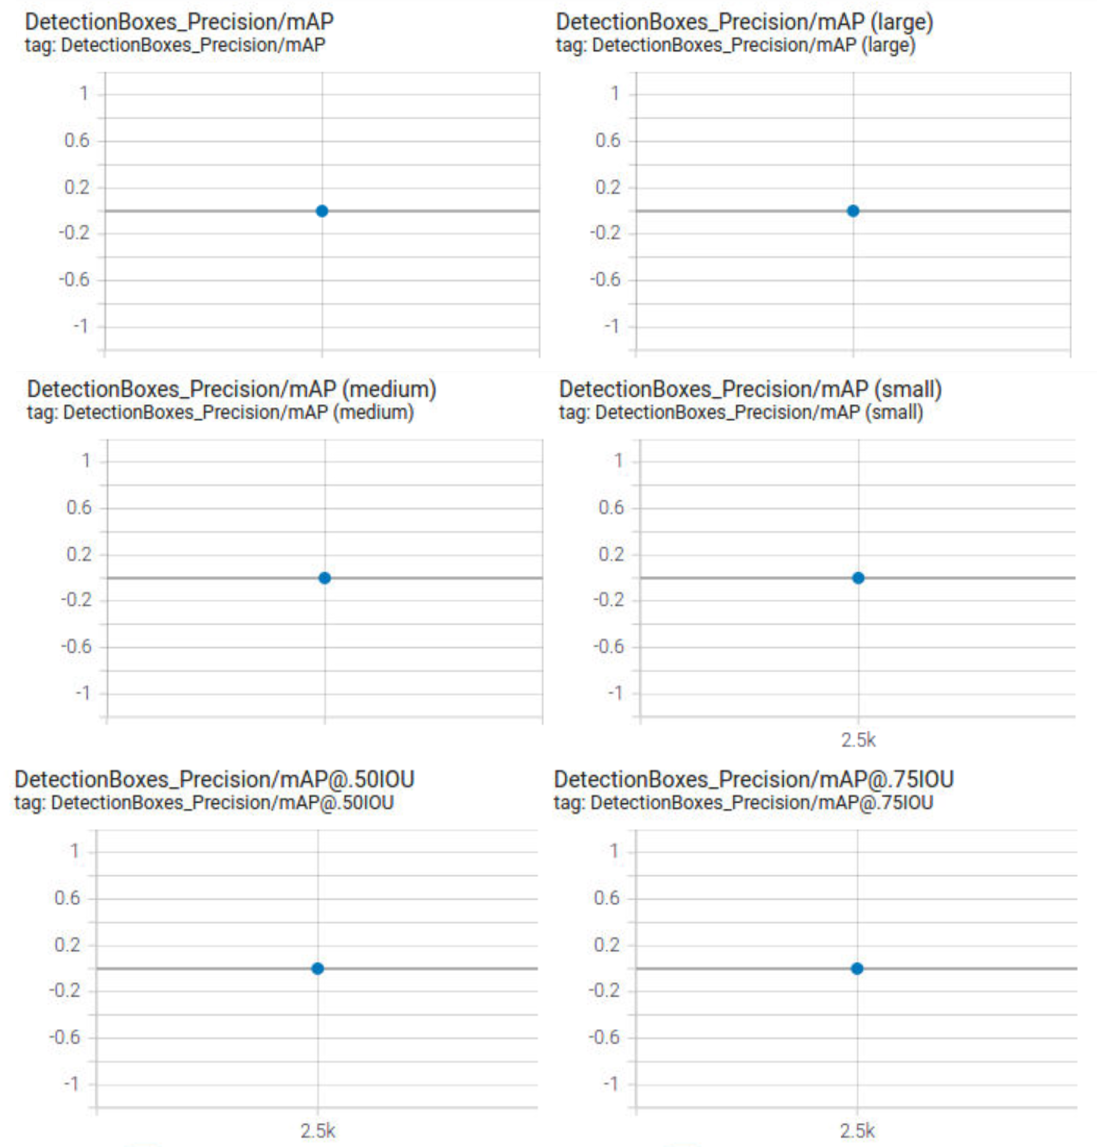 DetectionBoxes_Precision/mAP
tag: DetectionBoxes_Precision/mAP
1
0.6
0.2
-0.2
-0.6
-1
DetectionBoxes_Precision/mAP (large)
tag: DetectionBoxes_Precision/mAP (large)
1
0.6
0.2
-0.2
-0.6
-1
DetectionBoxes_Precision/mAP (medium)
tag: DetectionBoxes_Precision/mAP (medium)
1
0.6
0.2
-0.2
-0.6
-1
DetectionBoxes_Precision/mAP (small)
tag: DetectionBoxes_Precision/mAP (small)
1
0.6
0.2
-0.2
-0.6
-1
2.5k
DetectionBoxes_Precision/mAP@.50IOU
tag: DetectionBoxes_Precision/mAP@.50IOU
1
0.6
0.2
-0.2
-0.6
-1
2.5k
DetectionBoxes_Precision/mAP@.75IOU
tag: DetectionBoxes_Precision/mAP@.75IOU
1
0.6
0.2
-0.2
-0.6
-1
2.5k